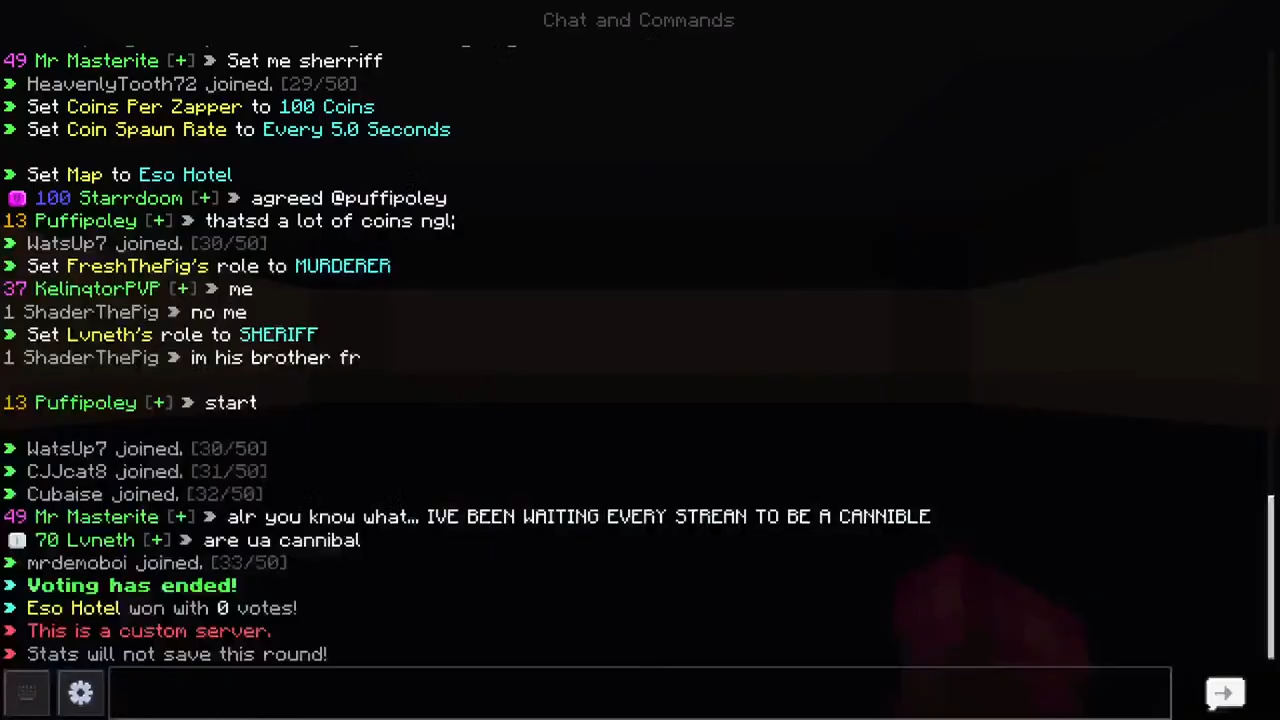 Chat and Commands
49 Mr Masterite [+] » Set me sherriff
> HeavenlyTooth72 joined. [29/50]
> Set Coins Per Zapper to 100 Coins
> Set Coin Spawn Rate to Every 5.0 Seconds
> Set Map to Eso Hotel
100 Starrdoom [+] » agreed @puffipoley
13 Puffipoley [+] » thatsd a lot of coins ngl;
> WatsUp7 joined. [30/50]
> Set FreshThePig's role to MURDERER
37 KelinqtorPVP [+] » me
1 ShaderThePig » no me
> Set Lvneth's role to SHERIFF
1 ShaderThePig » im his brother fr
13 Puffipoley [+] » start
> WatsUp7 joined. [30/50]
> CJJcat8 joined. [31/50]
> Cubaise joined. [32/50]
49 Mr Masterite [+] » alr you know what... IVE BEEN WAITING EVERY STREAN TO BE A CANNIBLE
70 Lvneth [+] » are ua cannibal
> mrdemoboi joined. [33/50]
> Voting has ended!
> Eso Hotel won with 0 votes!
> This is a custom server.
> Stats will not save this round!